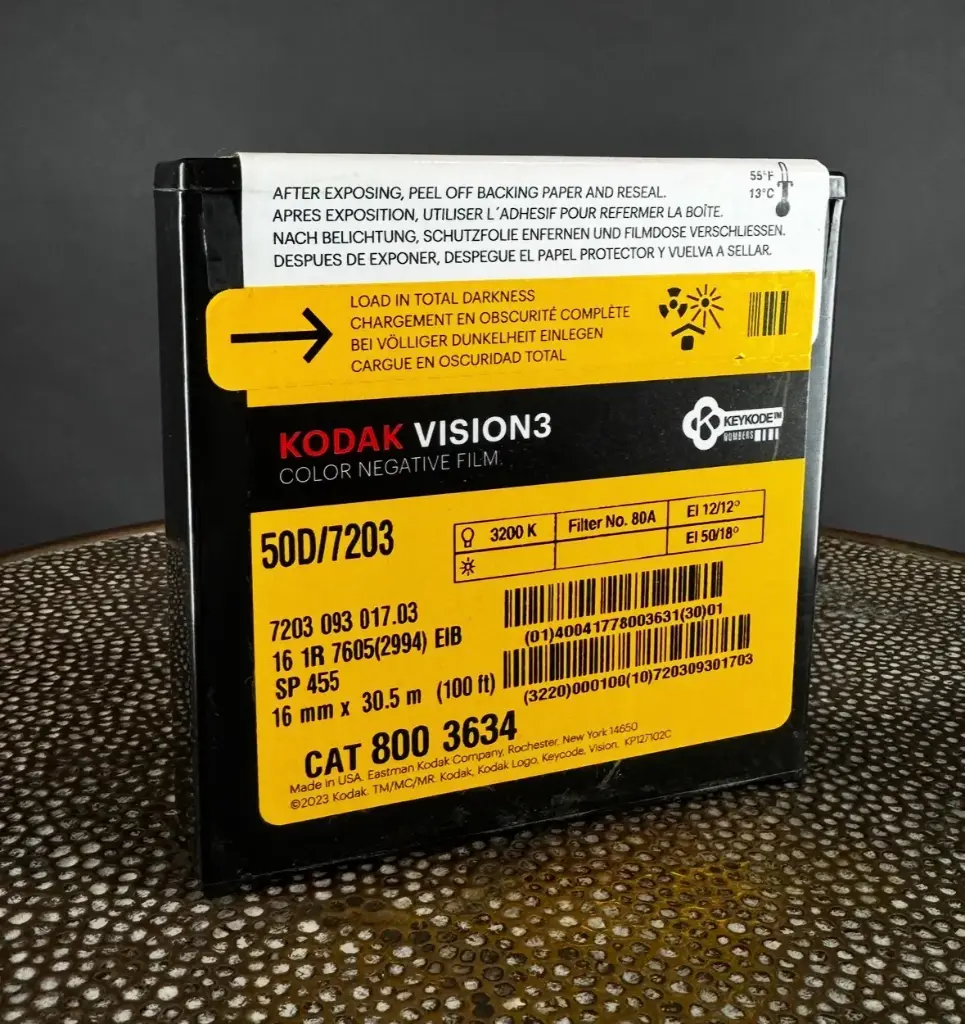 AFTER EXPOSING, PEEL OFF BACKING PAPER AND RESEAL.
APRES EXPOSITION, UTILISER L´ADHESIF POUR REFERMER LA BOÎTE.
NACH BELICHTUNG, SCHUTZFOLIE ENFERNEN UND FILMDOSE VERSCHLIESSEN.
DESPUES DE EXPONER, DESPEGUE EL PAPEL PROTECTOR Y VUELVA A SELLAR.
55°F
13°C
LOAD IN TOTAL DARKNESS
CHARGEMENT EN OBSCURITÉ COMPLÈTE
BEI VÖLLIGER DUNKELHEIT EINLEGEN
CARGUE EN OSCURIDAD TOTAL
KODAK VISION3
COLOR NEGATIVE FILM
KEYKODE™
NUMBERS
50D/7203
3200 K Filter No. 80A EI 12/12°
EI 50/18°
7203 093 017.03
16 1R 7605(2994) EIB
SP 455
16 mm x 30.5 m (100 ft)
(01)40041778003631(30)01
(3220)000100(10)720309301703
CAT 800 3634
Made in USA. Eastman Kodak Company, Rochester, New York 14650
©2023 Kodak. TM/MC/MR. Kodak, Kodak Logo, Keycode, Vision. KP127102C